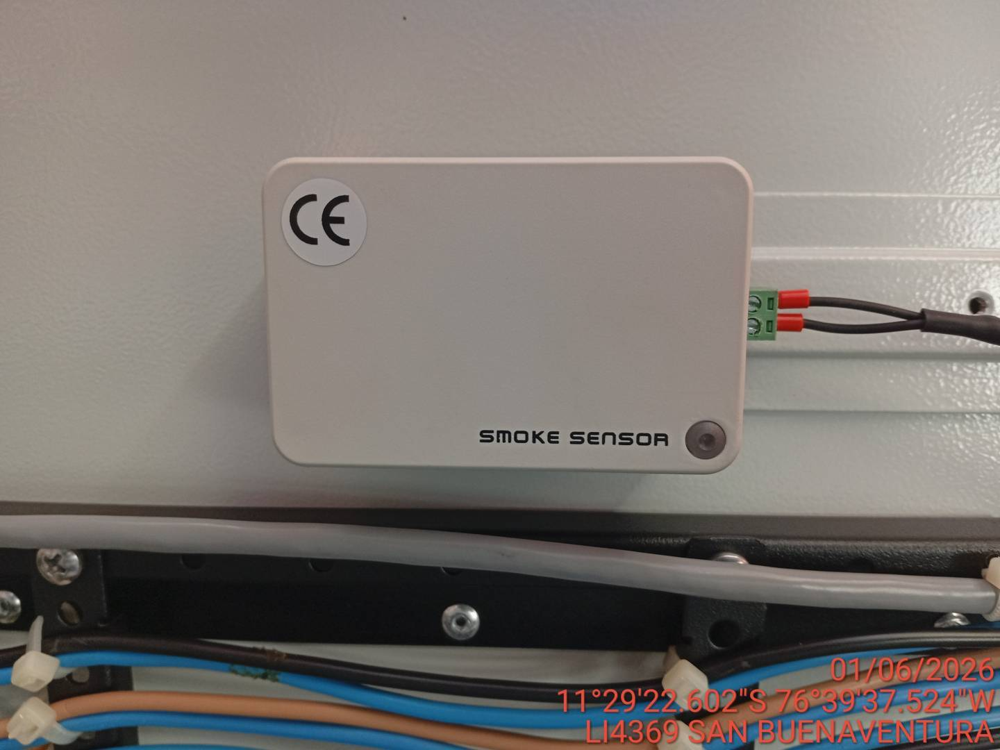 CE
SMOKE SENSOR
01/06/2026
11°29'22.602"S 76°39'37.524"W
LI4369 SAN BUENAVENTURA